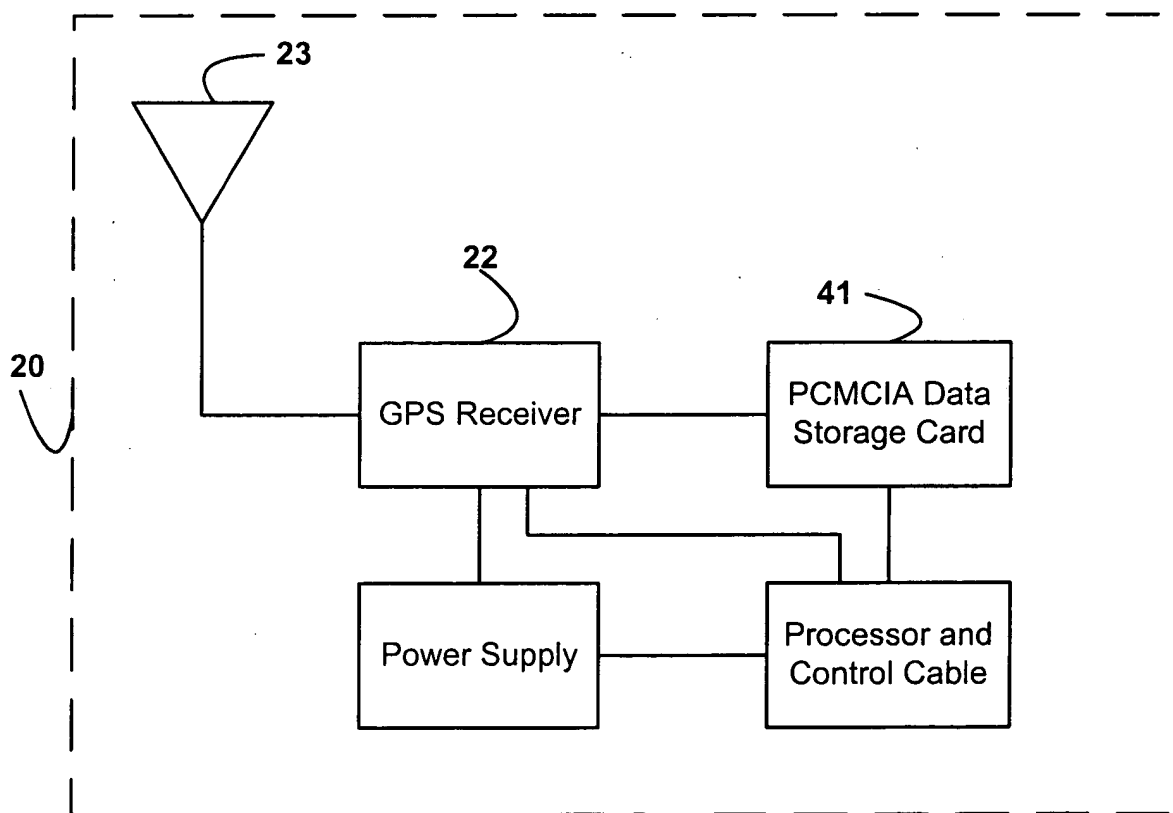 23
22
41
20
GPS Receiver
PCMCIA Data
Storage Card
Power Supply
Processor and
Control Cable